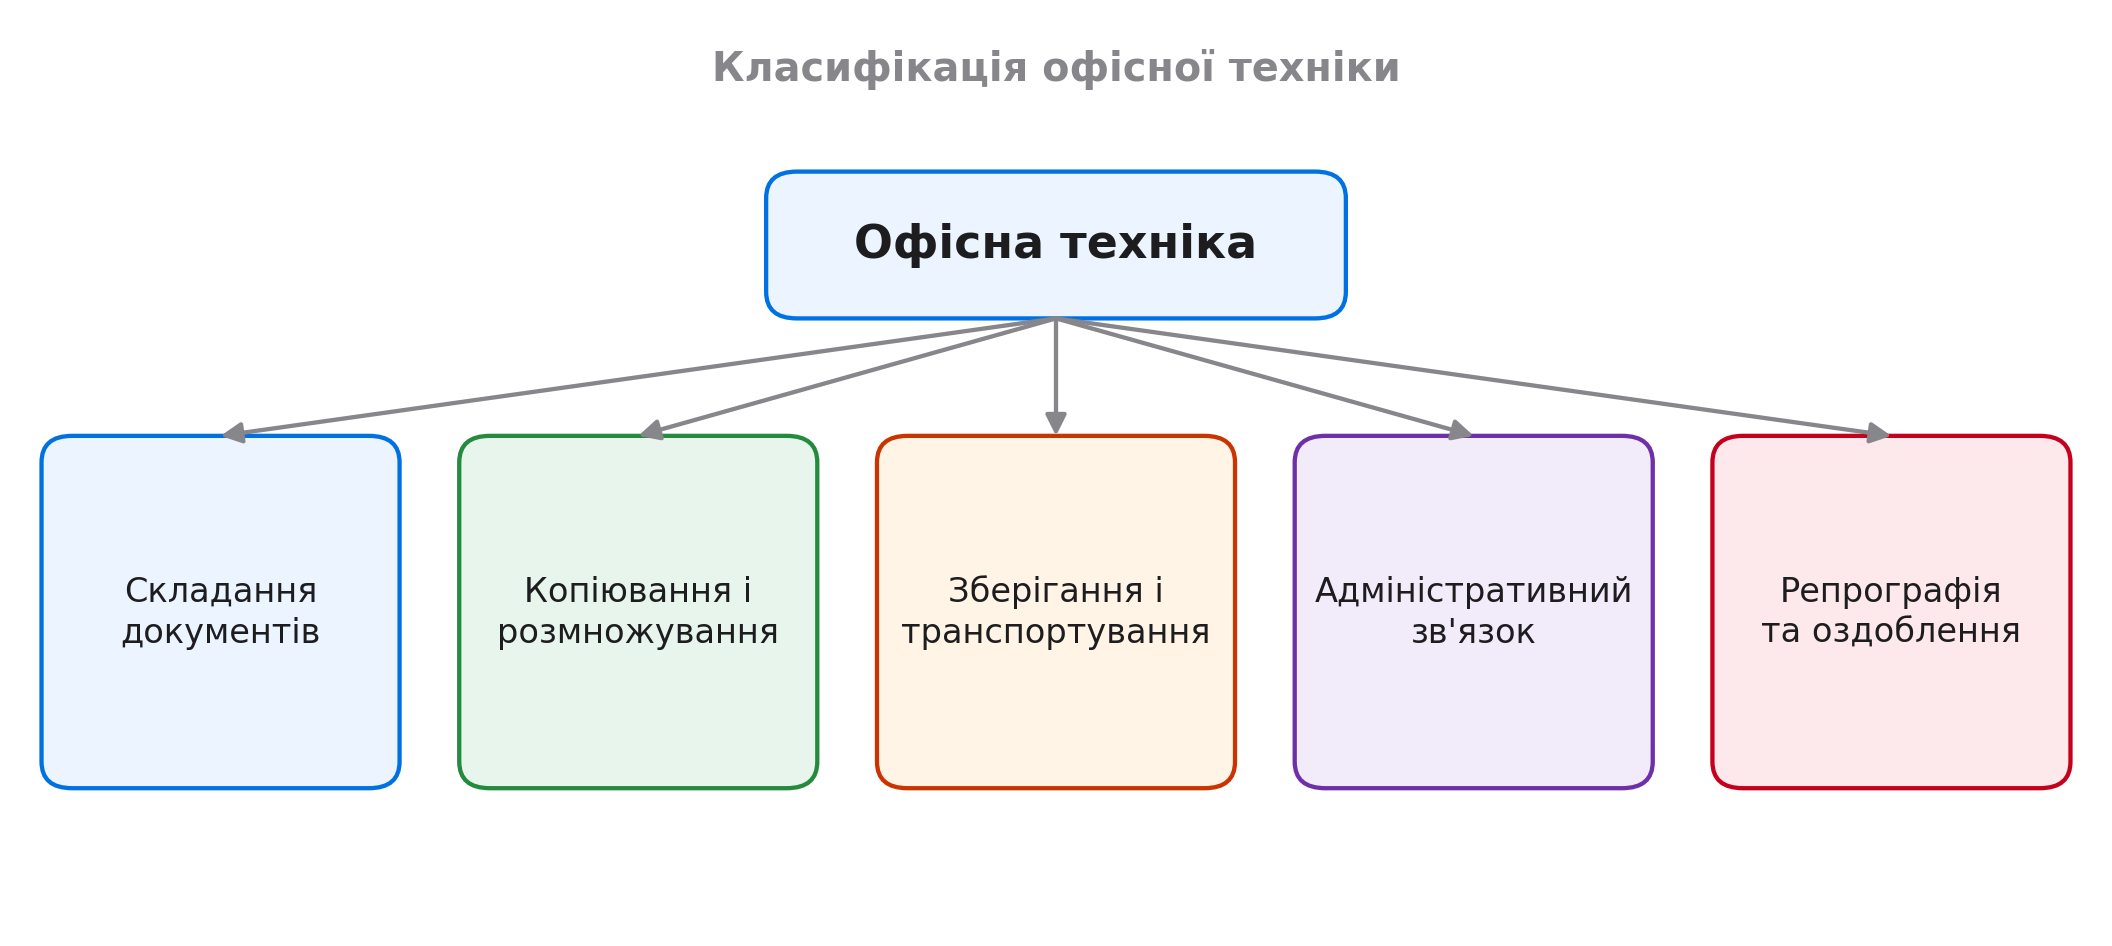 Класифікація офісної техніки
Офісна техніка
Складання
документів
Копіювання і
розмножування
Зберігання і
транспортування
Адміністративний
зв'язок
Репрографія
та оздоблення